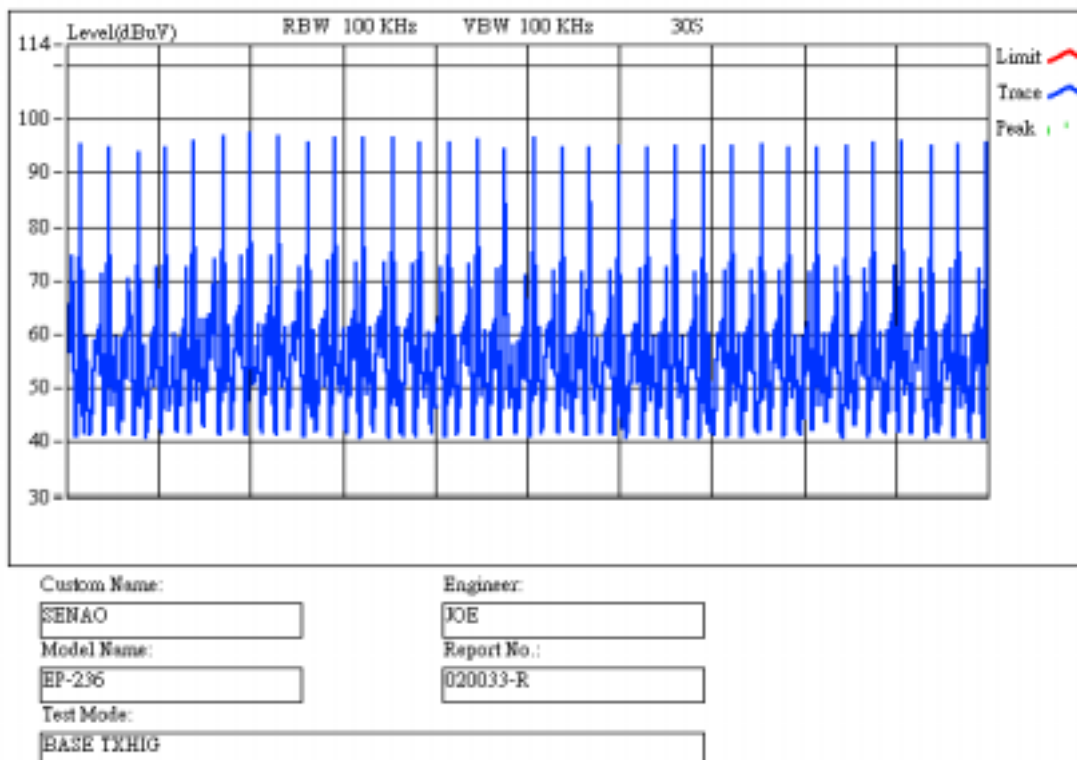 Level(dBuV) RBW 100 KHz VBW 100 KHz 30S
114
Limit
Trace
100
Peak
90
80
70
60
50
40
30
Custom Name: Engineer:
SENAO JOE
Model Name: Report No.:
EP-236 020033-R
Test Mode:
BASE TXHIG